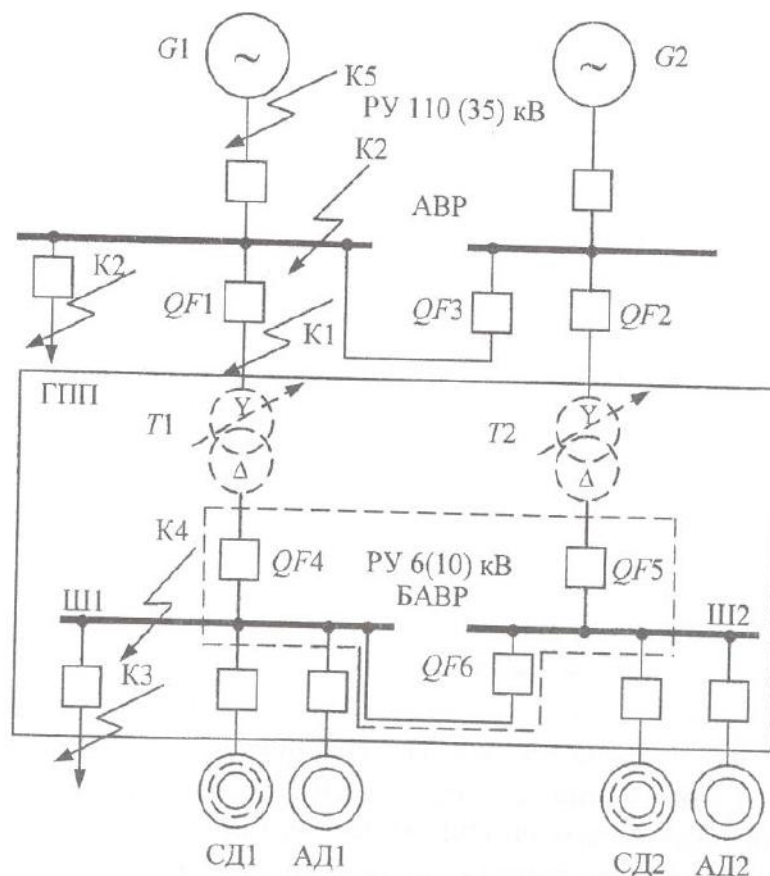 G1
G2
К5
РУ 110 (35) кВ
К2
АВР
К2
QF1
QF3
QF2
К1
ГПП
T1
Y
Δ
T2
Y
Δ
К4
QF4
РУ 6(10) кВ
БАВР
QF5
Ш1
Ш2
К3
QF6
СД1
АД1
СД2
АД2